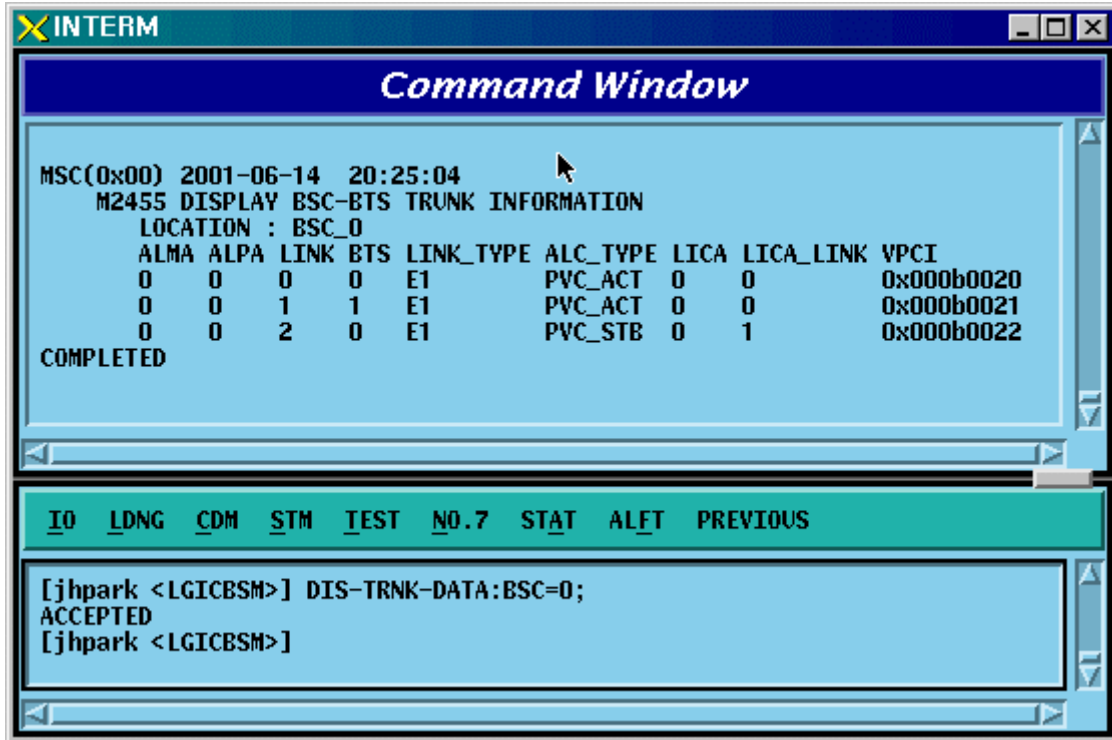 INTERM
Command Window
MSC(0x00) 2001-06-14 20:25:04
M2455 DISPLAY BSC-BTS TRUNK INFORMATION
LOCATION : BSC_0
ALMA ALPA LINK BTS LINK_TYPE ALC_TYPE LICA LICA_LINK VPCI
0 0 0 0 E1 PVC_ACT 0 0 0x000b0020
0 0 1 1 E1 PVC_ACT 0 0 0x000b0021
0 0 2 0 E1 PVC_STB 0 1 0x000b0022
COMPLETED
IO LDNG CDM STM TEST NO.7 STAT ALFT PREVIOUS
[jhpark <LGICBSM>] DIS-TRNK-DATA:BSC=0;
ACCEPTED
[jhpark <LGICBSM>]